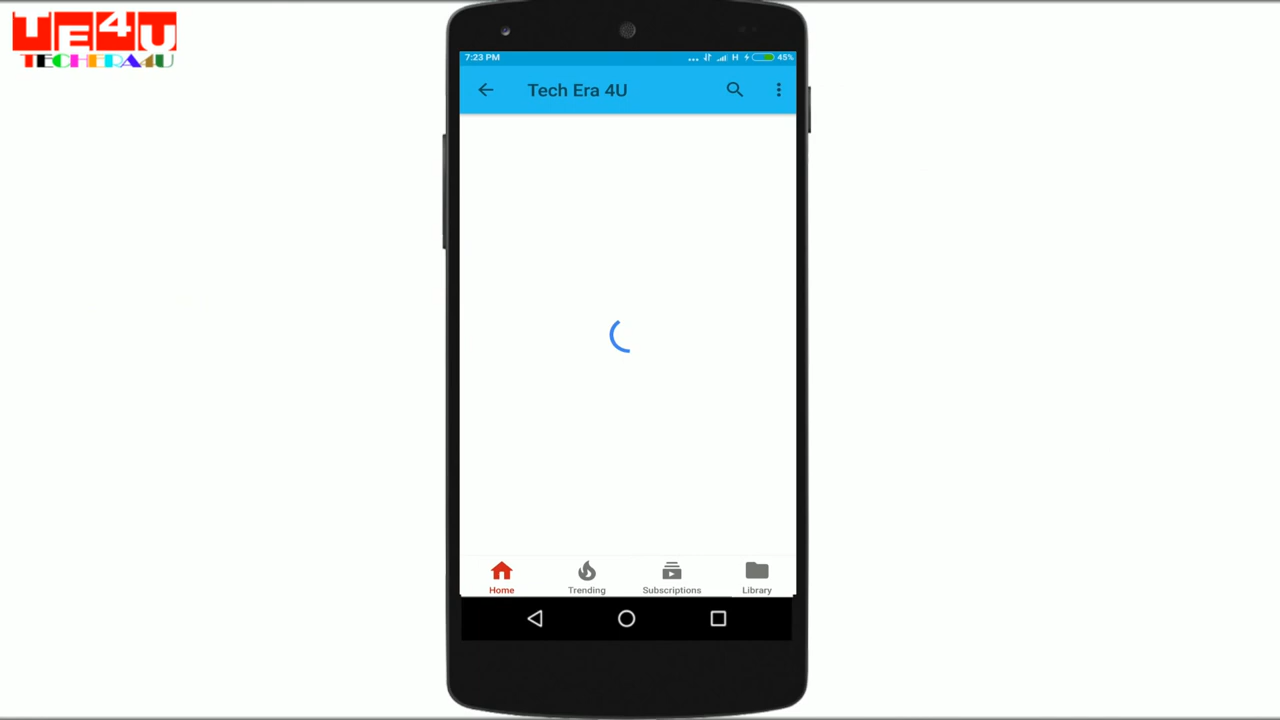 TE4U
TECHERA4U
7:23 PM
H
45%
Tech Era 4U
Home
Trending
Subscriptions
Library